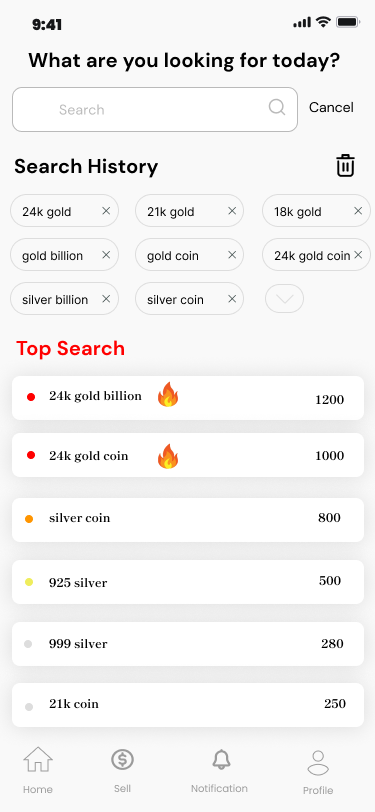 9:41
What are you looking for today?
Search
Cancel
Search History
24k gold
21k gold
18k gold
gold billion
gold coin
24k gold coin
silver billion
silver coin
Top Search
24k gold billion 1200
24k gold coin 1000
silver coin 800
925 silver 500
999 silver 280
21k coin 250
Home Sell Notification Profile